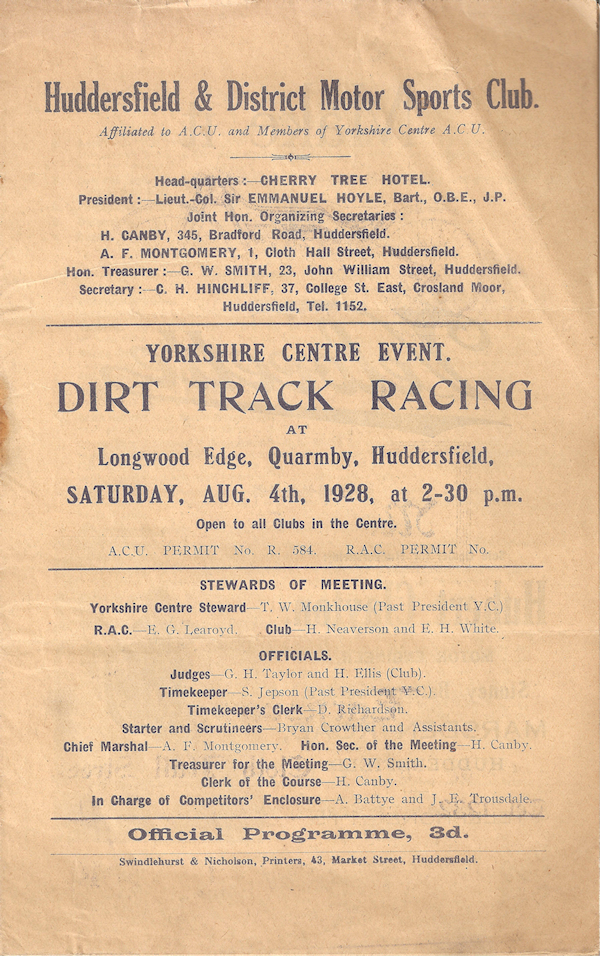 Huddersfield & District Motor Sports Club.
Affiliated to A.C.U. and Members of Yorkshire Centre A.C.U.
Head-quarters:—CHERRY TREE HOTEL.
President:—Lieut.-Col. Sir EMMANUEL HOYLE, Bart., O.B.E., J.P.
Joint Hon. Organizing Secretaries:
H. CANBY, 345, Bradford Road, Huddersfield.
A. F. MONTGOMERY, 1, Cloth Hall Street, Huddersfield.
Hon. Treasurer:—G. W. SMITH, 23, John William Street, Huddersfield.
Secretary:—C. H. HINCHLIFF, 37, College St. East, Crosland Moor,
Huddersfield, Tel. 1152.
YORKSHIRE CENTRE EVENT.
DIRT TRACK RACING
AT
Longwood Edge, Quarmby, Huddersfield,
SATURDAY, AUG. 4th, 1928, at 2-30 p.m.
Open to all Clubs in the Centre.
A.C.U. PERMIT No. R. 584. R.A.C. PERMIT No.
STEWARDS OF MEETING.
Yorkshire Centre Steward—T. W. Monkhouse (Past President Y.C.)
R.A.C.—E. G. Learoyd. Club—H. Neaverson and E. H. White.
OFFICIALS.
Judges—G. H. Taylor and H. Ellis (Club).
Timekeeper—S. Jepson (Past President Y.C.).
Timekeeper's Clerk—D. Richardson.
Starter and Scrutineers—Bryan Crowther and Assistants.
Chief Marshal—A. F. Montgomery. Hon. Sec. of the Meeting—H. Canby.
Treasurer for the Meeting—G. W. Smith.
Clerk of the Course—H. Canby.
In Charge of Competitors' Enclosure—A. Battye and J. E. Trousdale.
Official Programme, 3d.
Swindlehurst & Nicholson, Printers, 43, Market Street, Huddersfield.